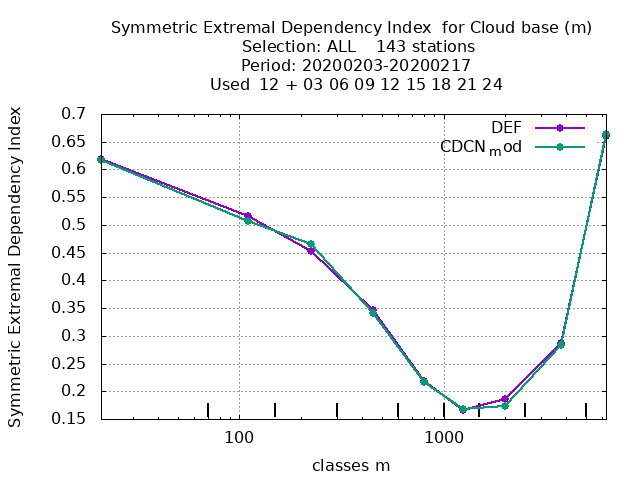 Symmetric Extremal Dependency Index  for Cloud base (m)
Selection: ALL    143 stations
Period: 20200203-20200217
Used  12 + 03 06 09 12 15 18 21 24
DEF
CDCNmod
Symmetric Extremal Dependency Index
0.7
0.65
0.6
0.55
0.5
0.45
0.4
0.35
0.3
0.25
0.2
0.15
100
1000
classes m